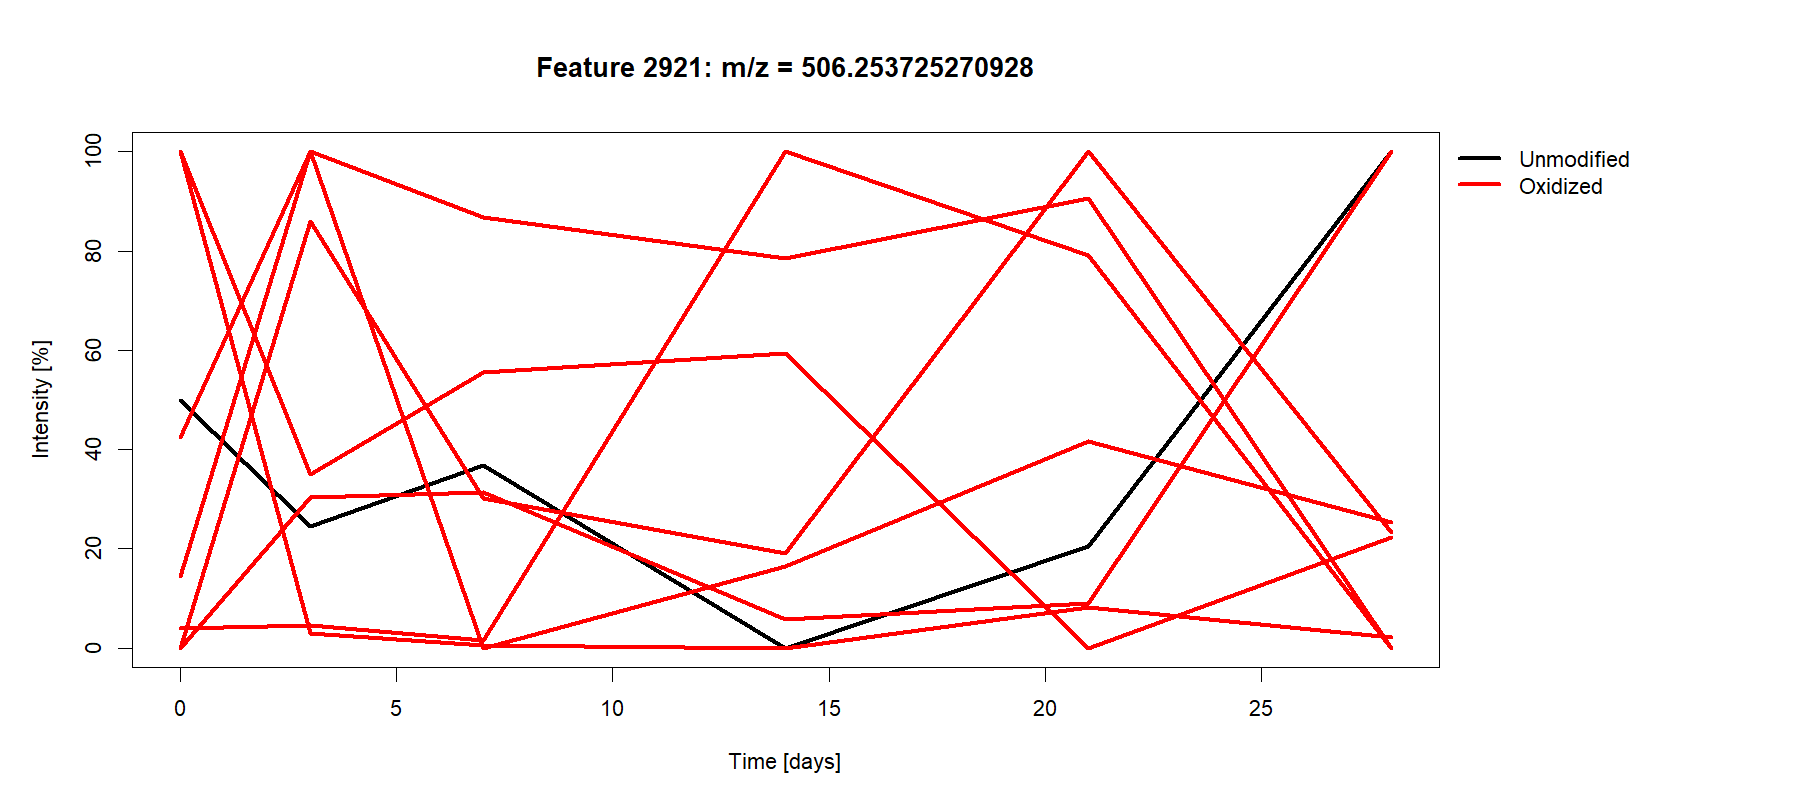 Feature 2921: m/z = 506.253725270928
Unmodified
Oxidized
Intensity [%]
100
80
60
40
20
0
0 5 10 15 20 25
Time [days]